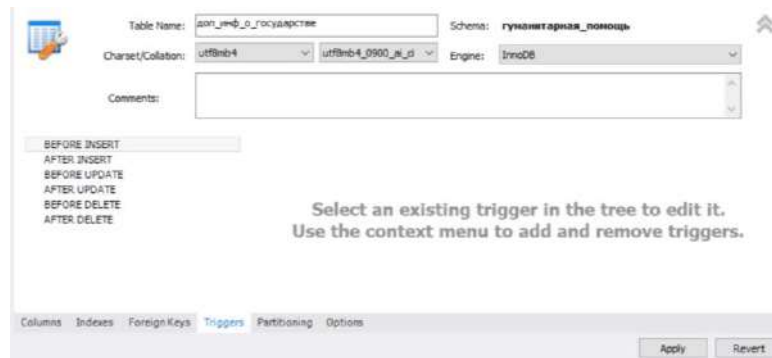 Table Name: доп_инф_о_государстве Schema: гуманитарная_помощь
Charset/Collation: utf8mb4 utf8mb4_0900_ai_ci Engine: InnoDB
Comments:
BEFORE INSERT
AFTER INSERT
BEFORE UPDATE
AFTER UPDATE
BEFORE DELETE
AFTER DELETE
Select an existing trigger in the tree to edit it.
Use the context menu to add and remove triggers.
Columns Indexes Foreign Keys Triggers Partitioning Options
Apply Revert